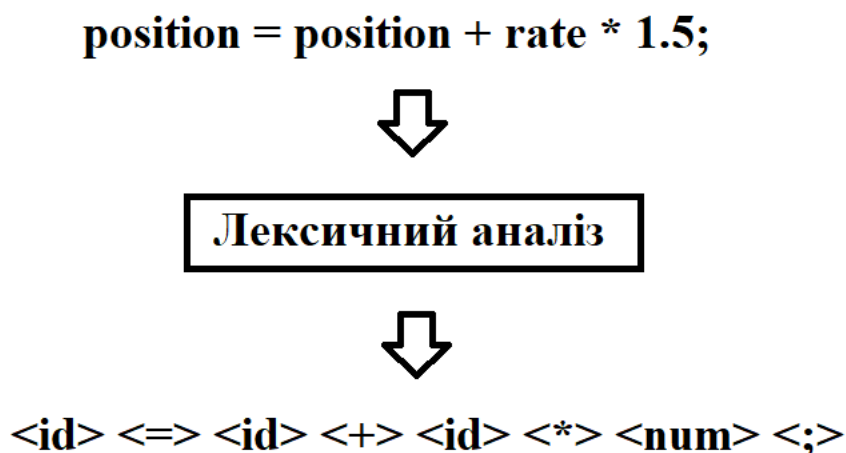 position = position + rate * 1.5;
Лексичний аналіз
<id> <=> <id> <+> <id> <*> <num> <;>